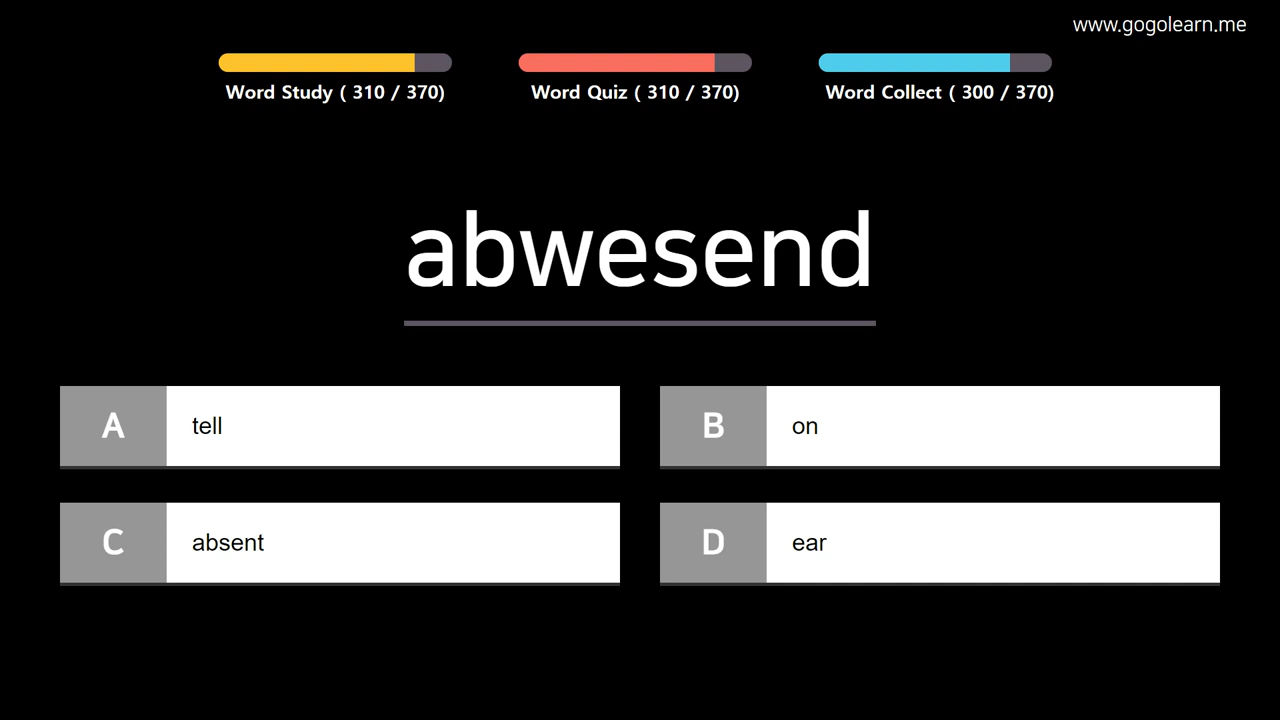 www.gogolearn.me
Word Study ( 310 / 370)
Word Quiz ( 310 / 370)
Word Collect ( 300 / 370)
abwesend
A tell
B on
C absent
D ear